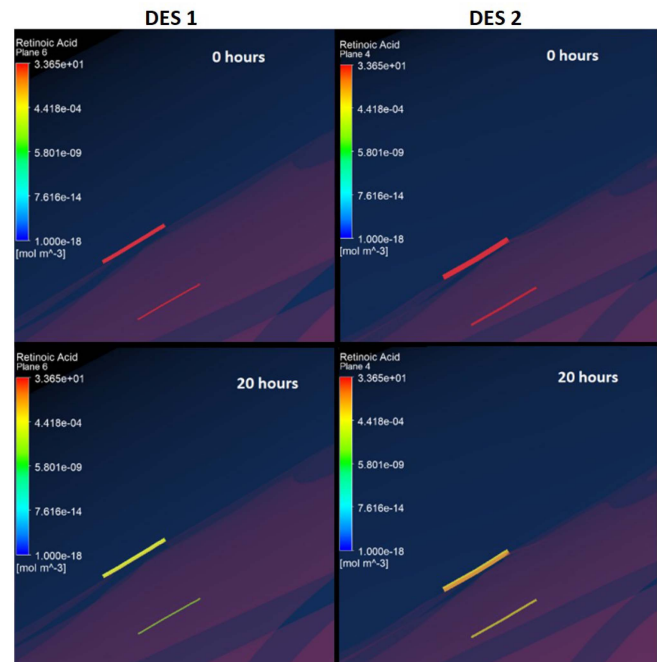 DES 1
DES 2
Retinoic Acid
Plane 6
3.365e+01
4.418e-04
5.801e-09
7.616e-14
1.000e-18
[mol m^-3]
0 hours
Retinoic Acid
Plane 4
3.365e+01
4.418e-04
5.801e-09
7.616e-14
1.000e-18
[mol m^-3]
0 hours
Retinoic Acid
Plane 6
3.365e+01
4.418e-04
5.801e-09
7.616e-14
1.000e-18
[mol m^-3]
20 hours
Retinoic Acid
Plane 4
3.365e+01
4.418e-04
5.801e-09
7.616e-14
1.000e-18
[mol m^-3]
20 hours